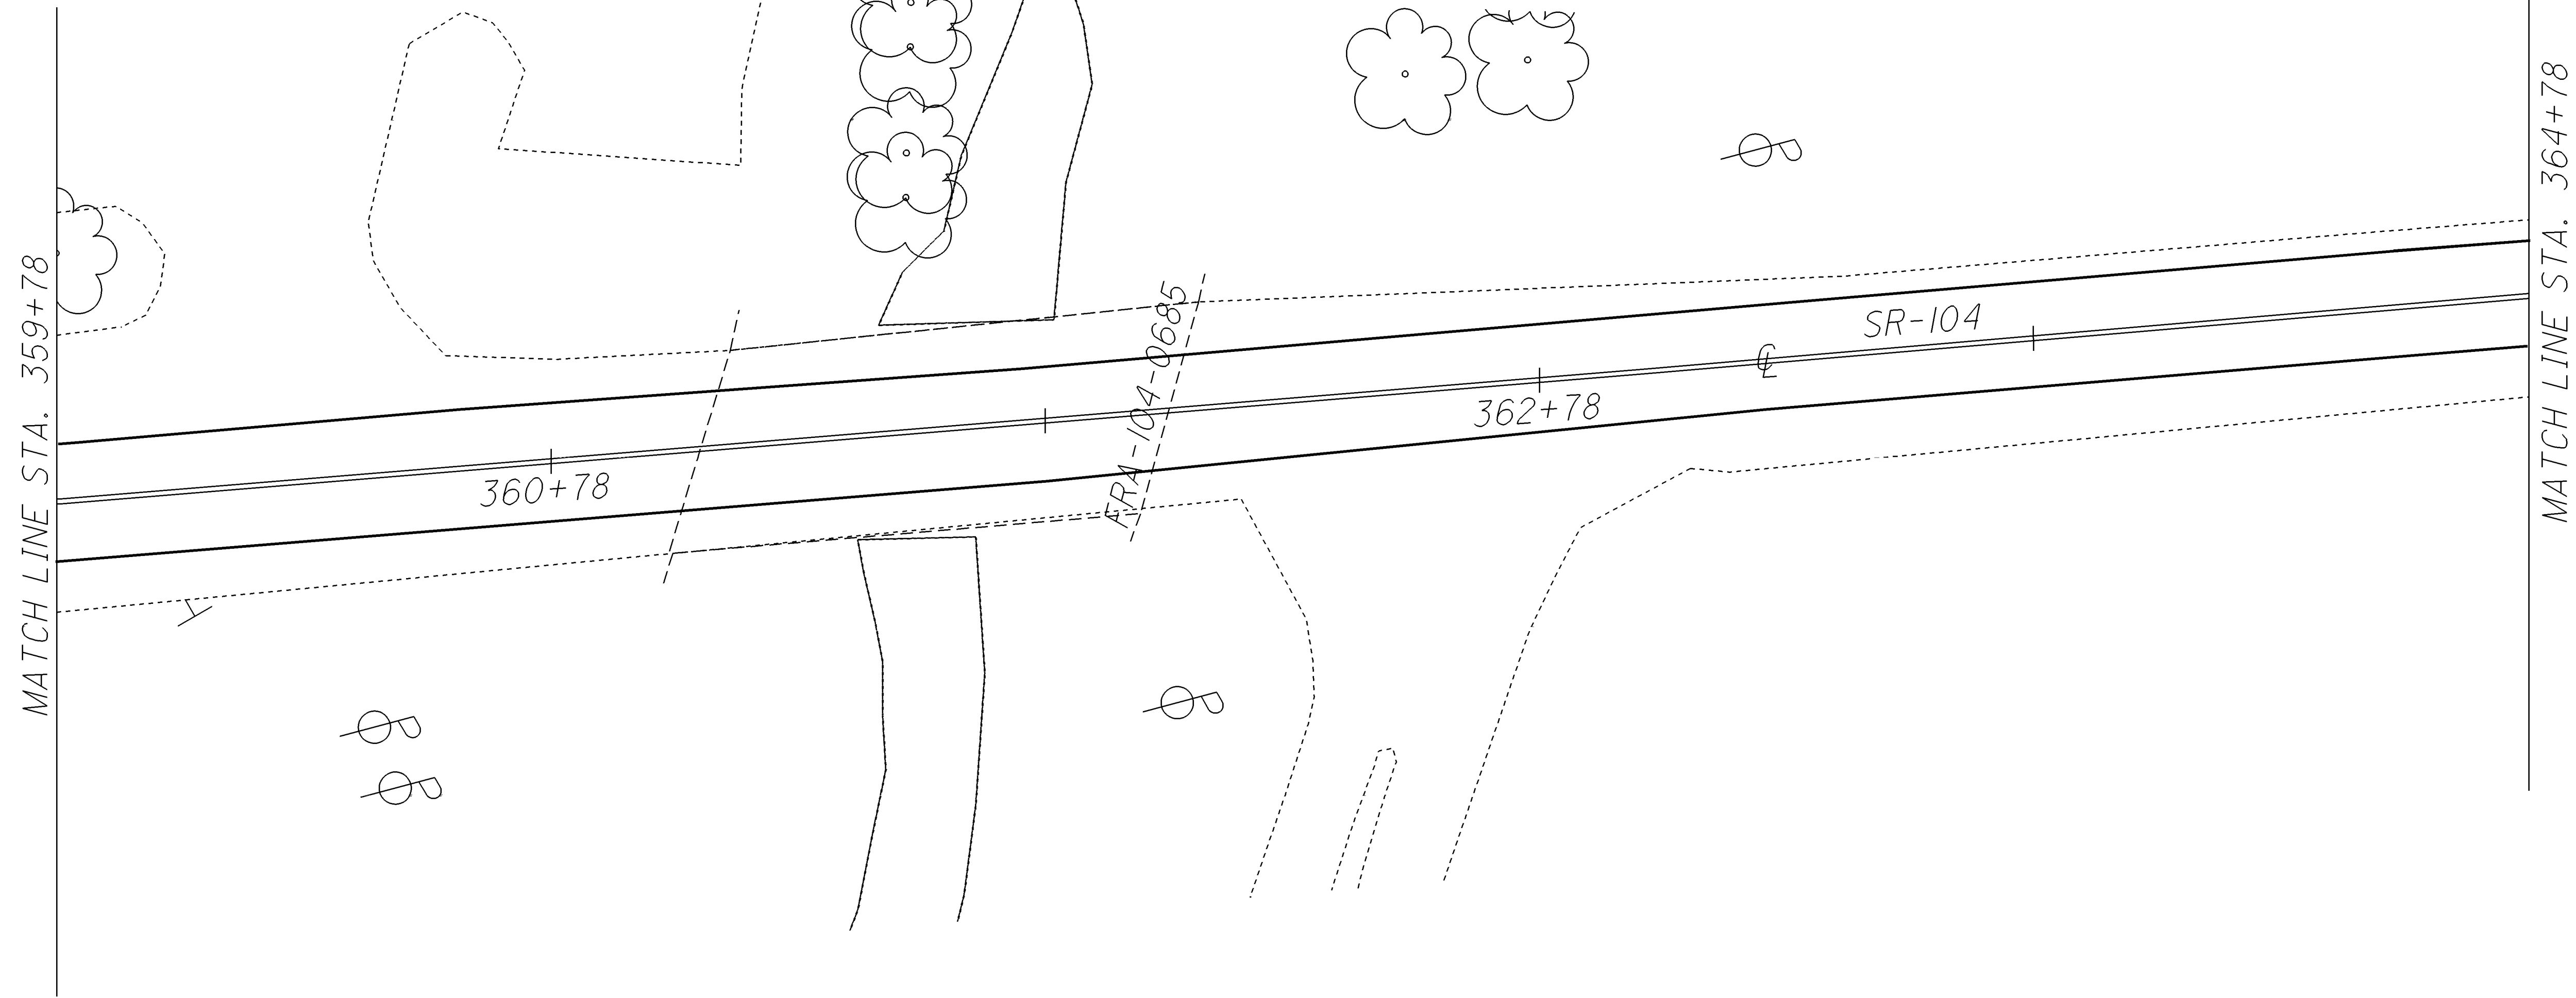 MATCH LINE STA. 359+78
360+78
FRA-104-0685
362+78
℄
SR-104
MATCH LINE STA. 364+78